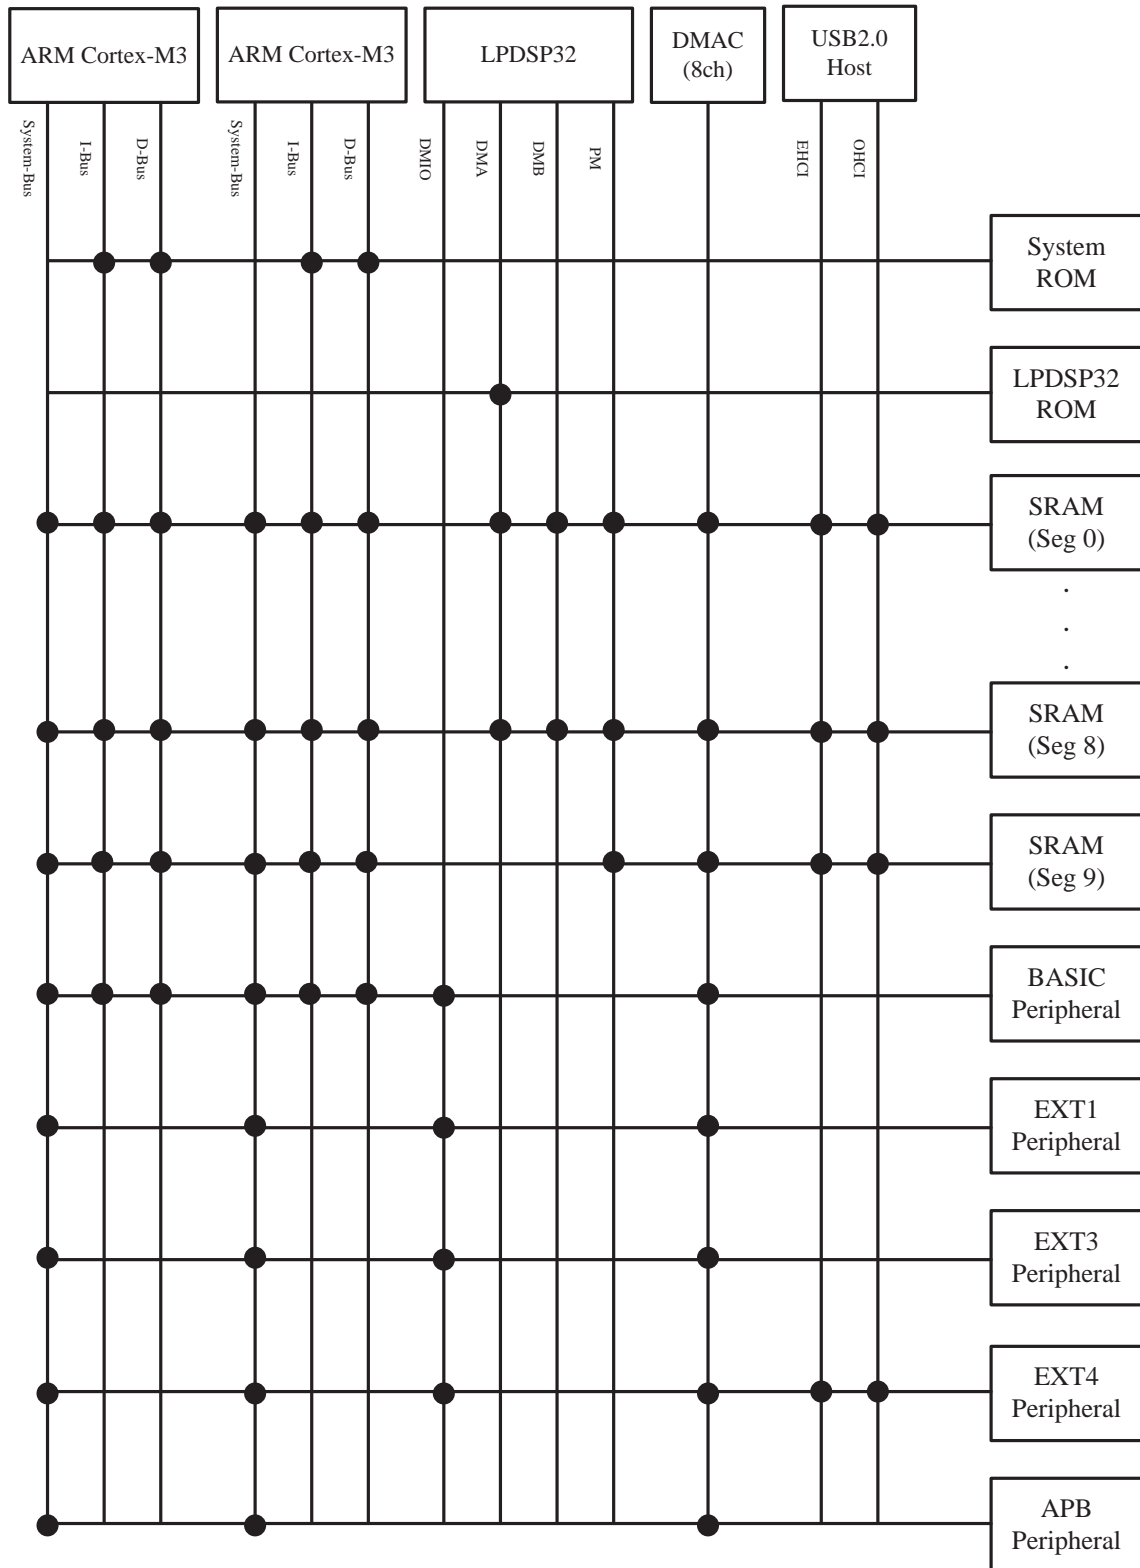 ARM Cortex-M3
ARM Cortex-M3
LPDSP32
DMAC
(8ch)
USB2.0
Host
System-Bus
I-Bus
D-Bus
System-Bus
I-Bus
D-Bus
DMIO
DMA
DMB
PM
EHCI
OHCI
System
ROM
LPDSP32
ROM
SRAM
(Seg 0)
.
.
.
SRAM
(Seg 8)
SRAM
(Seg 9)
BASIC
Peripheral
EXT1
Peripheral
EXT3
Peripheral
EXT4
Peripheral
APB
Peripheral